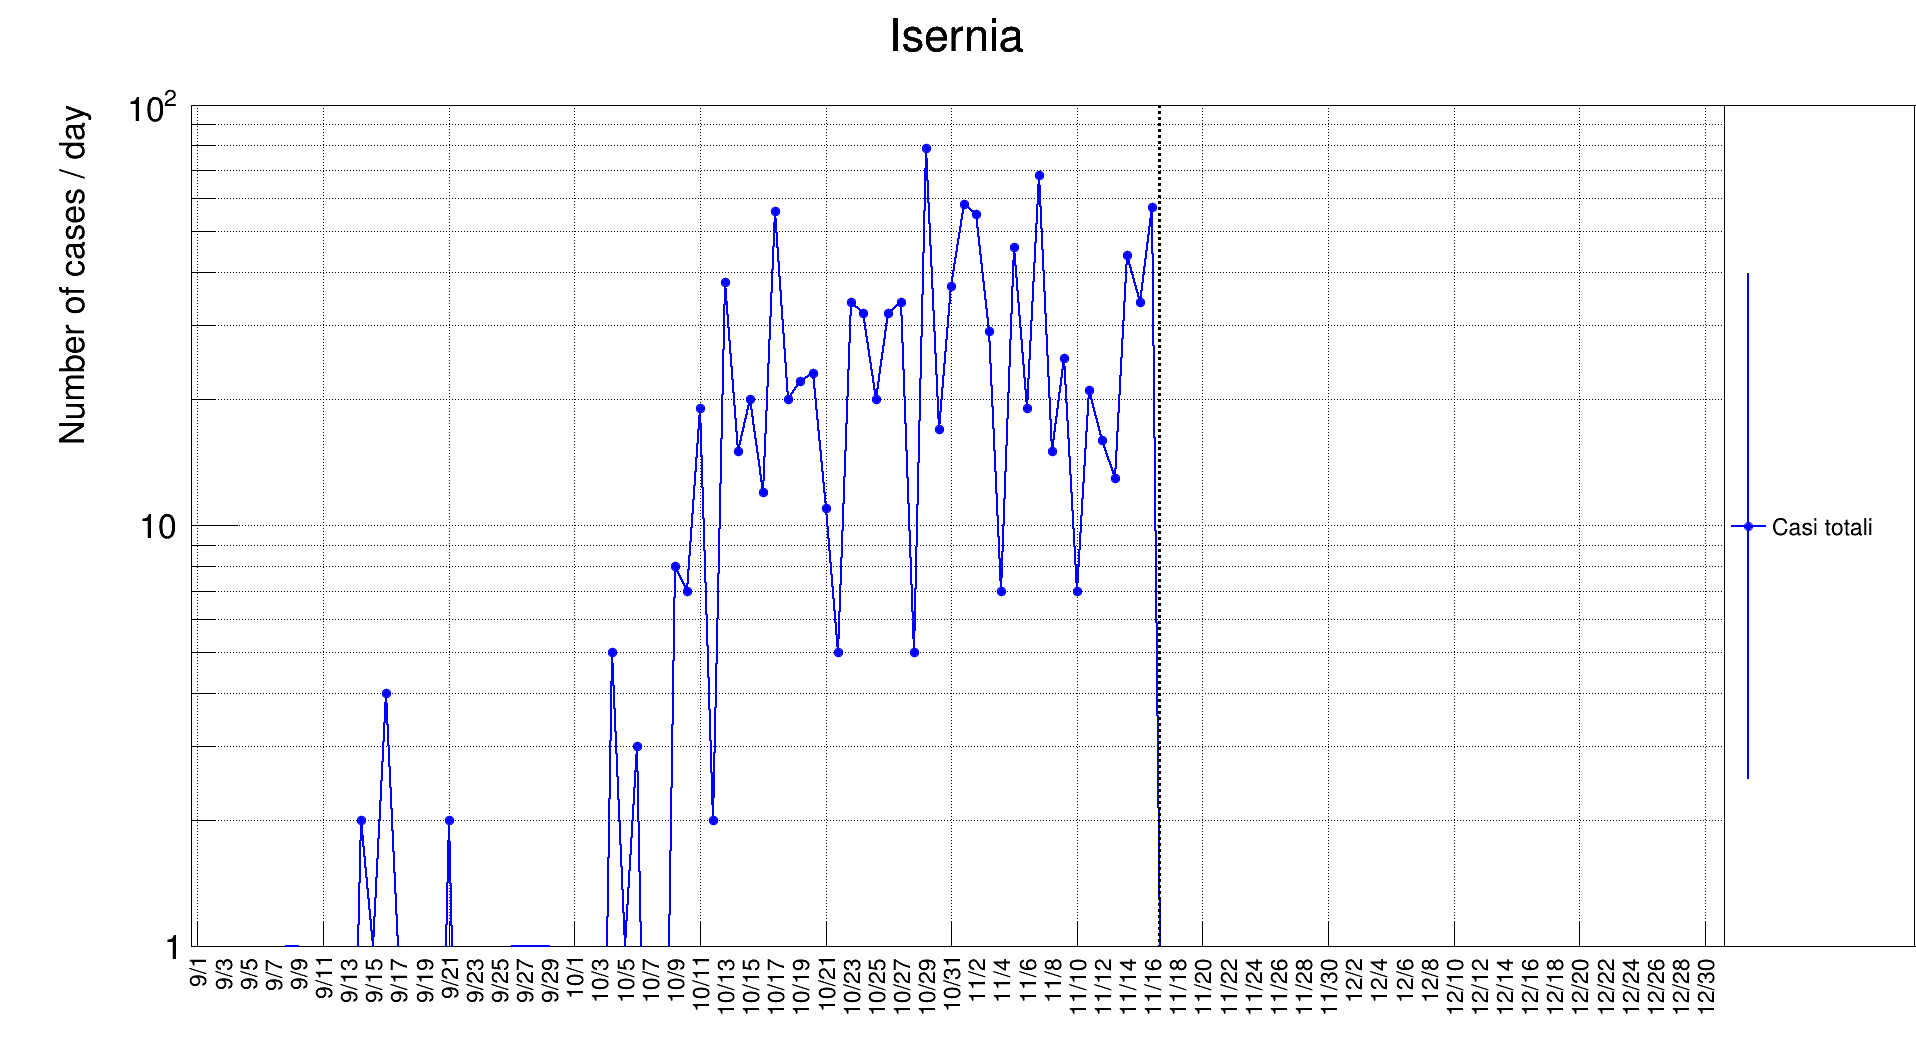 Isernia
Number of cases / day
10²
10
1
9/1 9/3 9/5 9/7 9/9 9/11 9/13 9/15 9/17 9/19 9/21 9/23 9/25 9/27 9/29 10/1 10/3 10/5 10/7 10/9 10/11 10/13 10/15 10/17 10/19 10/21 10/23 10/25 10/27 10/29 10/31 11/2 11/4 11/6 11/8 11/10 11/12 11/14 11/16 11/18 11/20 11/22 11/24 11/26 11/28 11/30 12/2 12/4 12/6 12/8 12/10 12/12 12/14 12/16 12/18 12/20 12/22 12/24 12/26 12/28 12/30
Casi totali